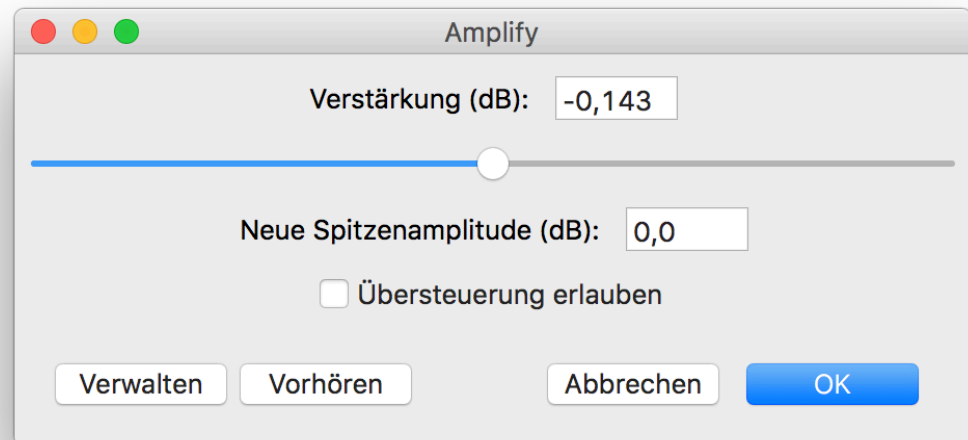 Amplify
Verstärkung (dB): -0,143
Neue Spitzenamplitude (dB): 0,0
Übersteuerung erlauben
Verwalten Vorhören Abbrechen OK